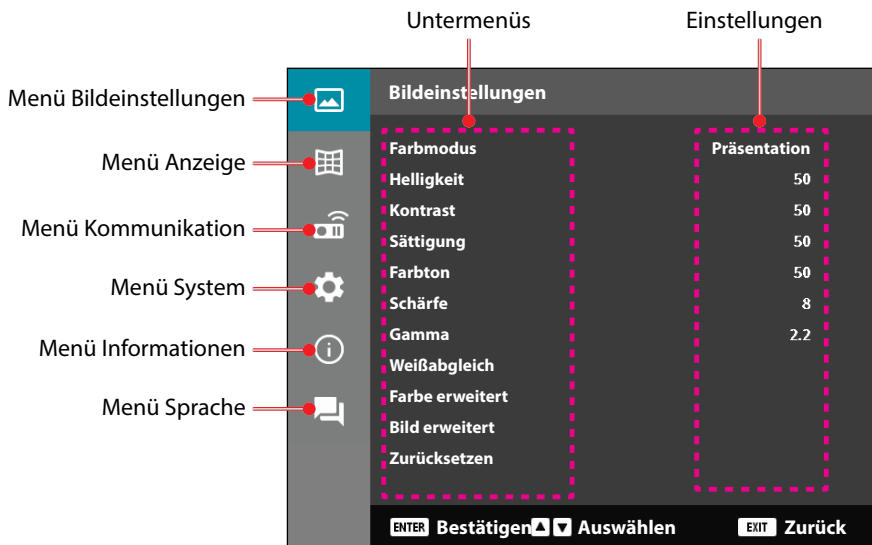 Untermenüs
Einstellungen
Menü Bildeinstellungen
Menü Anzeige
Menü Kommunikation
Menü System
Menü Informationen
Menü Sprache
Bildeinstellungen
Farbmodus Präsentation
Helligkeit 50
Kontrast 50
Sättigung 50
Farbton 50
Schärfe 8
Gamma 2.2
Weißabgleich
Farbe erweitert
Bild erweitert
Zurücksetzen
ENTER Bestätigen Auswählen EXIT Zurück